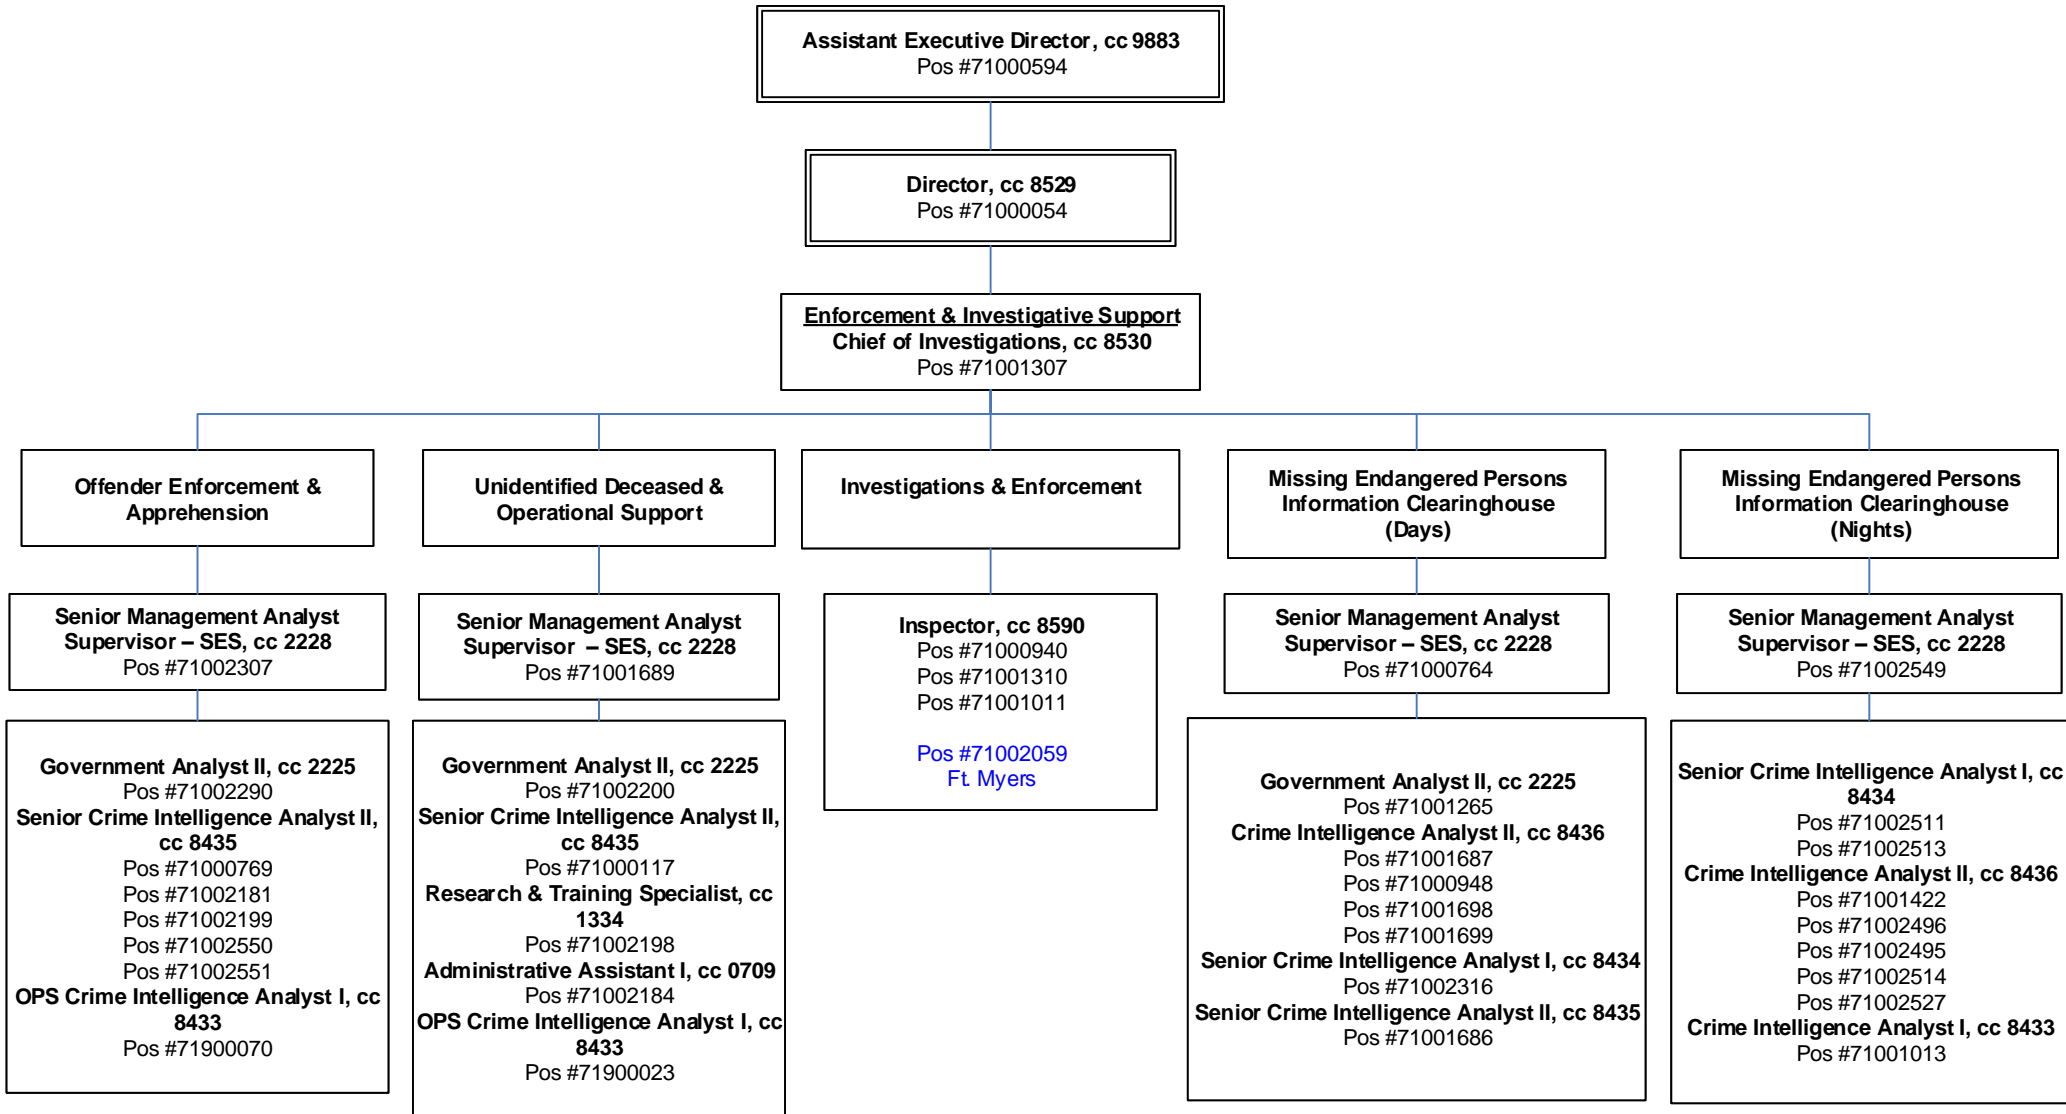 Assistant Executive Director, cc 9883
Pos #71000594
Director, cc 8529
Pos #71000054
Enforcement & Investigative Support
Chief of Investigations, cc 8530
Pos #71001307
Offender Enforcement &
Apprehension
Unidentified Deceased &
Operational Support
Investigations & Enforcement
Missing Endangered Persons
Information Clearinghouse
(Days)
Missing Endangered Persons
Information Clearinghouse
(Nights)
Senior Management Analyst
Supervisor – SES, cc 2228
Pos #71002307
Senior Management Analyst
Supervisor – SES, cc 2228
Pos #71001689
Inspector, cc 8590
Pos #71000940
Pos #71001310
Pos #71001011
Pos #71002059
Ft. Myers
Senior Management Analyst
Supervisor – SES, cc 2228
Pos #71000764
Senior Management Analyst
Supervisor – SES, cc 2228
Pos #71002549
Government Analyst II, cc 2225
Pos #71002290
Senior Crime Intelligence Analyst II,
cc 8435
Pos #71000769
Pos #71002181
Pos #71002199
Pos #71002550
Pos #71002551
OPS Crime Intelligence Analyst I, cc
8433
Pos #71900070
Government Analyst II, cc 2225
Pos #71002200
Senior Crime Intelligence Analyst II,
cc 8435
Pos #71000117
Research & Training Specialist, cc
1334
Pos #71002198
Administrative Assistant I, cc 0709
Pos #71002184
OPS Crime Intelligence Analyst I, cc
8433
Pos #71900023
Government Analyst II, cc 2225
Pos #71001265
Crime Intelligence Analyst II, cc 8436
Pos #71001687
Pos #71000948
Pos #71001698
Pos #71001699
Senior Crime Intelligence Analyst I, cc 8434
Pos #71002316
Senior Crime Intelligence Analyst II, cc 8435
Pos #71001686
Senior Crime Intelligence Analyst I, cc
8434
Pos #71002511
Pos #71002513
Crime Intelligence Analyst II, cc 8436
Pos #71001422
Pos #71002496
Pos #71002495
Pos #71002514
Pos #71002527
Crime Intelligence Analyst I, cc 8433
Pos #71001013